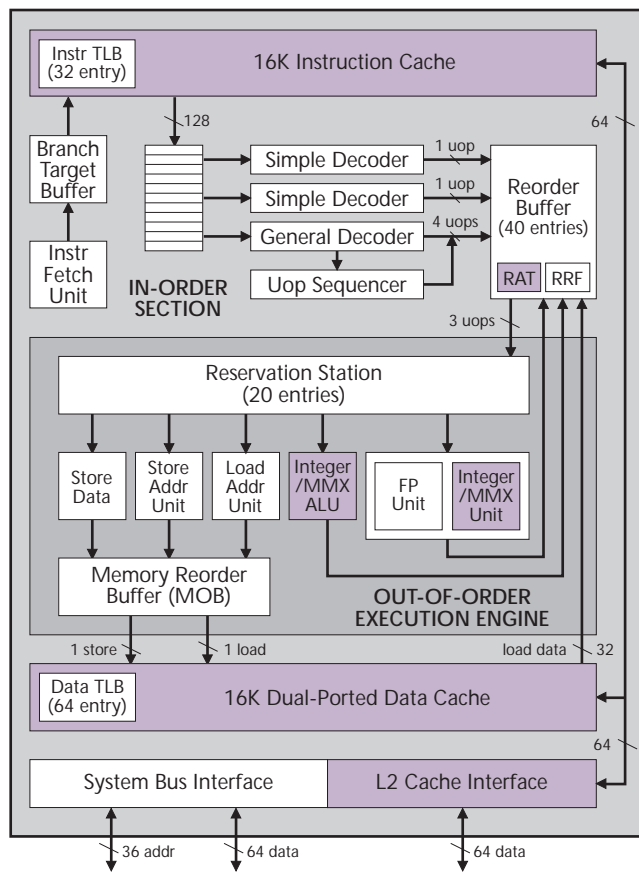 Instr TLB
(32 entry)
16K Instruction Cache
128
64
Branch
Target
Buffer
Instr
Fetch
Unit
Simple Decoder
1 uop
Simple Decoder
1 uop
General Decoder
4 uops
Uop Sequencer
Reorder
Buffer
(40 entries)
RAT
RRF
IN-ORDER
SECTION
3 uops
Reservation Station
(20 entries)
Store
Data
Store
Addr
Unit
Load
Addr
Unit
Integer
/MMX
ALU
FP
Unit
Integer
/MMX
Unit
Memory Reorder
Buffer (MOB)
OUT-OF-ORDER
EXECUTION ENGINE
1 store
1 load
load data
32
Data TLB
(64 entry)
16K Dual-Ported Data Cache
64
System Bus Interface
L2 Cache Interface
36 addr
64 data
64 data